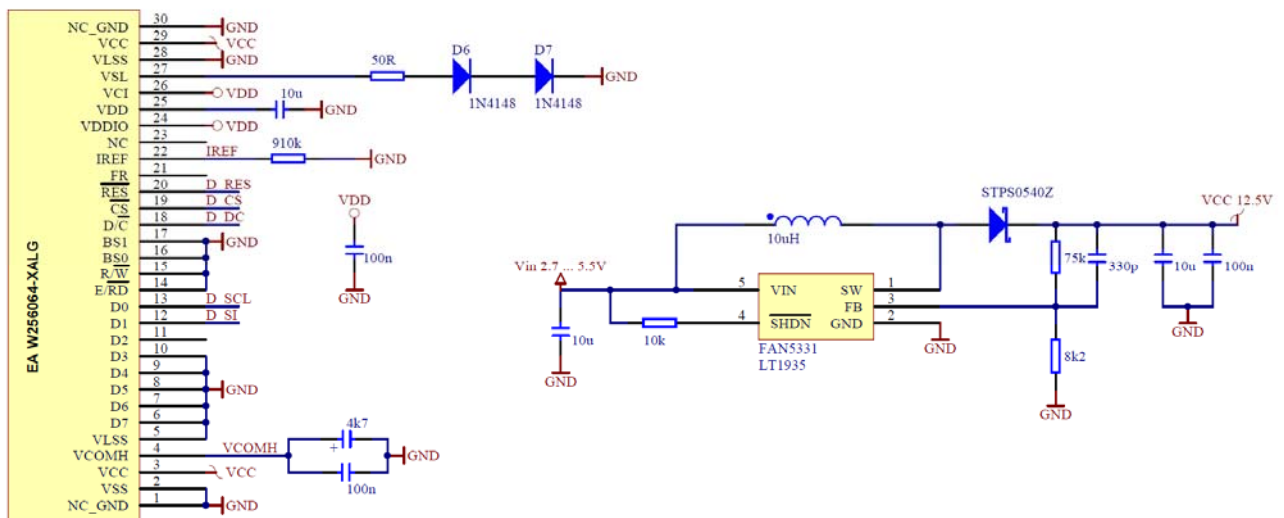 EA W256064-XALG
NC_GND 30 GND
VCC 29 VCC
VLSS 28 GND
VSL 27
50R
D6
1N4148
D7
1N4148
GND
VCI 26 VDD
VDD 25
10u
GND
VDDIO 24 VDD
NC 23
IREF 22 IREF
910k
GND
FR 21
RES 20 D_RES
CS 19 D_CS
D/C 18 D_DC
BS1 17 GND
BS0 16
R/W 15
E/RD 14
D0 13 D_SCL
D1 12 D_SI
D2 11
D3 10
D4 9
D5 8 GND
D6 7
D7 6
VLSS 5
VCOMH 4 VCOMH
4k7
+
100n
GND
VCC 3 VCC
VSS 2
NC_GND 1 GND
VDD
100n
GND
Vin 2.7 ... 5.5V
10u
GND
10k
10uH
5 VIN SW 1
FB 3
4 SHDN GND 2
FAN5331
LT1935
GND
STPS0540Z
VCC 12.5V
75k
330p
10u
100n
GND
8k2
GND